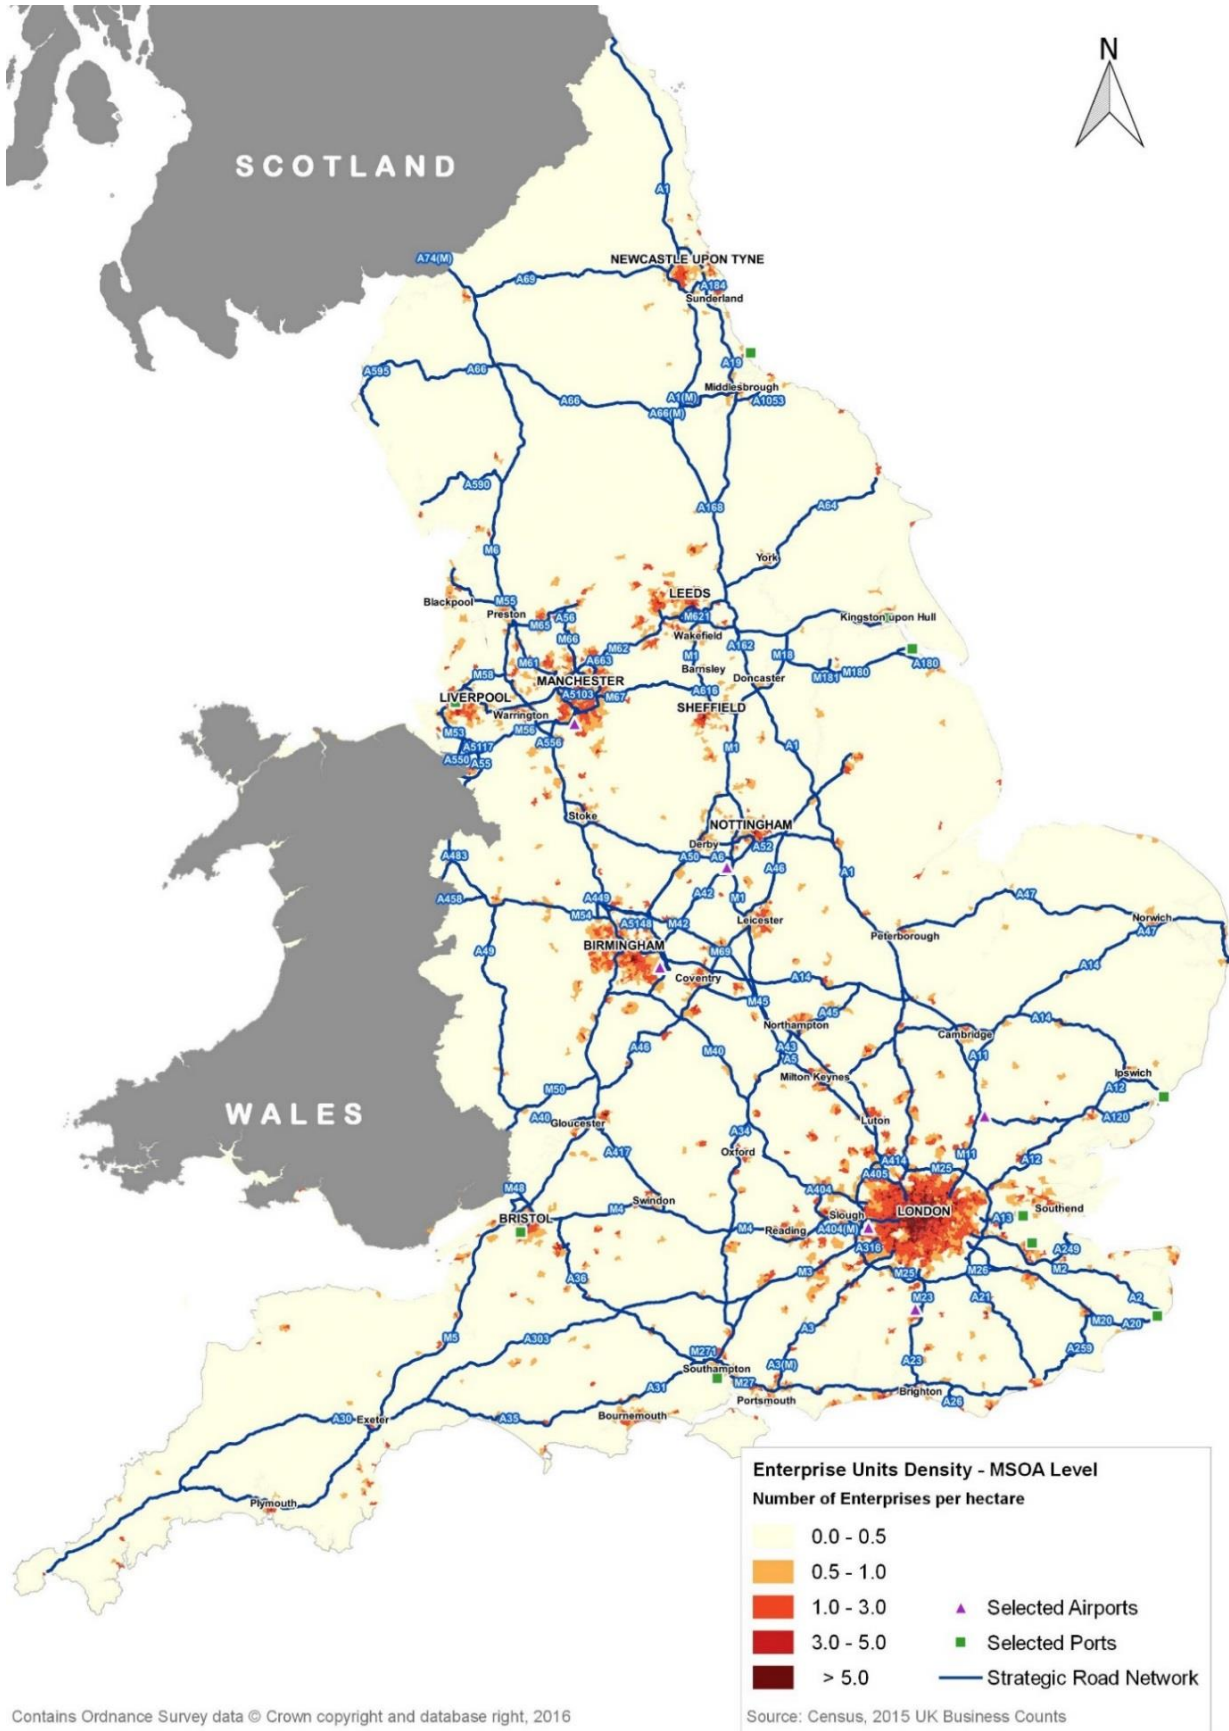 N
SCOTLAND
A1
A74(M)
A69
NEWCASTLE UPON TYNE
A184
Sunderland
A595
A66
A66
A19
Middlesbrough
A1(M)
A1053
A66(M)
A590
A168
A64
M6
York
LEEDS
Blackpool
M55
Preston
A56
M65
M621
Kingston upon Hull
M66
Wakefield
M62
A162
M18
A663
M61
M1
Barnsley
A180
M58
MANCHESTER
Doncaster
M181
M180
A5103
M67
A616
LIVERPOOL
SHEFFIELD
Warrington
M53
M56
A556
A5117
A550
A55
M1
A1
Stoke
NOTTINGHAM
Derby
A52
A483
A50
A6
A46
A1
A458
A449
A42
M1
A47
M54
A5148
M42
Leicester
Norwich
A47
BIRMINGHAM
Peterborough
A49
M69
A14
Coventry
A14
M45
A45
A14
Northampton
Cambridge
A46
M40
A43
A5
A11
Milton Keynes
Ipswich
M50
A12
WALES
A40
Gloucester
Luton
A120
A34
A417
Oxford
A414
M11
A12
A405
M25
M48
A404
Swindon
BRISTOL
M4
Slough
LONDON
A13
Southend
M4
Reading
A404(M)
A316
A249
A36
M3
M25
M26
M2
M23
A21
A2
M5
A303
A3
M20
A20
M271
A3(M)
A23
A259
Southampton
M27
A31
Portsmouth
Brighton
A26
A30
Exeter
A35
Bournemouth
Plymouth
Enterprise Units Density - MSOA Level
Number of Enterprises per hectare
0.0 - 0.5
0.5 - 1.0
1.0 - 3.0
3.0 - 5.0
> 5.0
Selected Airports
Selected Ports
Strategic Road Network
Contains Ordnance Survey data © Crown copyright and database right, 2016
Source: Census, 2015 UK Business Counts